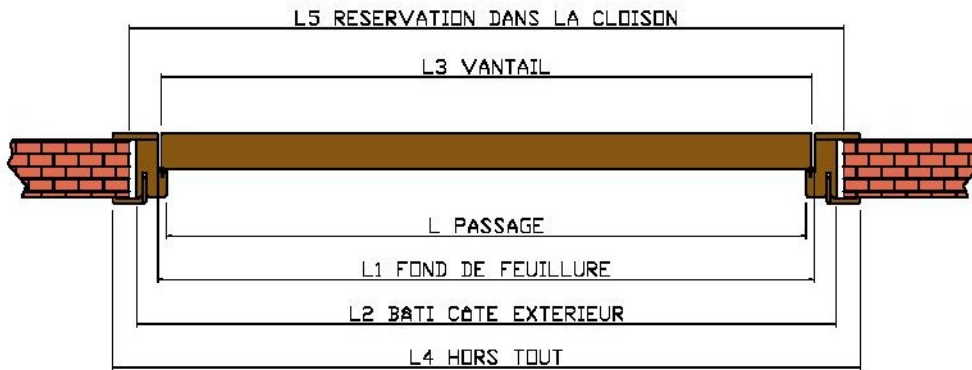 L5 RESERVATION DANS LA CLOISON
L3 VANTAIL
L PASSAGE
L1 FOND DE FEUILLURE
L2 BATI COTE EXTERIEUR
L4 HORS TOUT